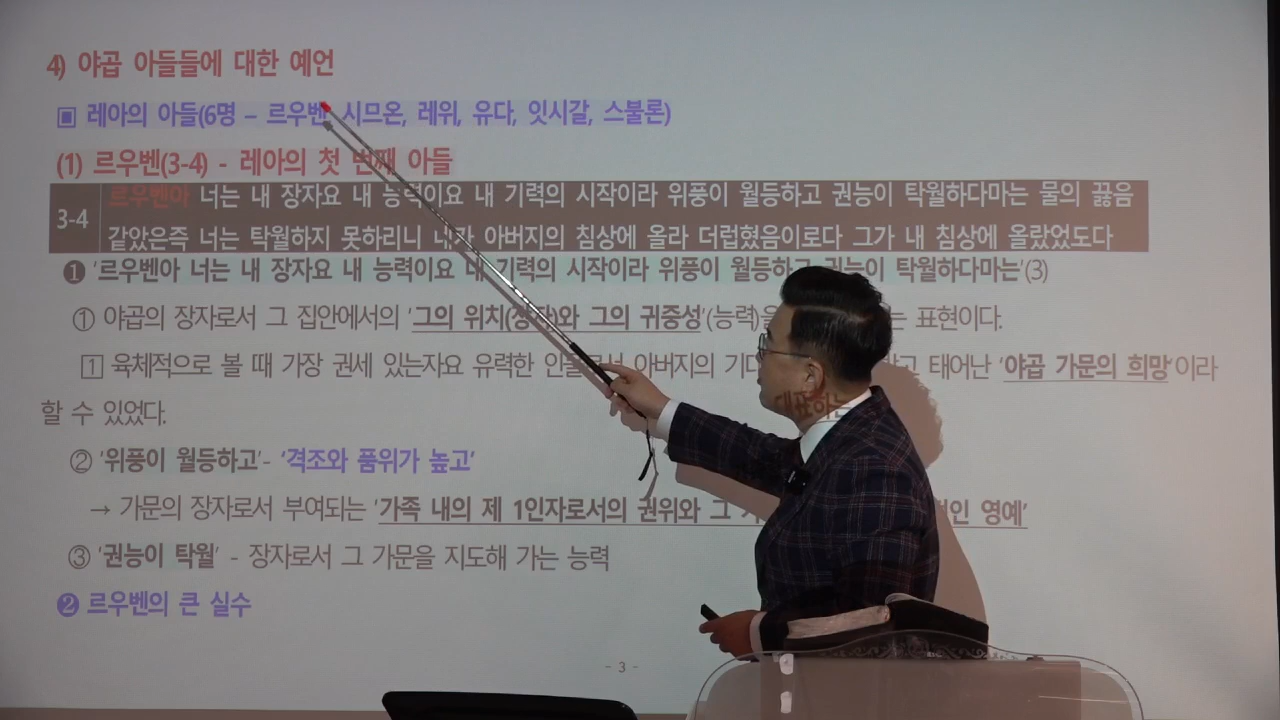 4) 야곱 아들들에 대한 예언
▣ 레아의 아들(6명 – 르우벤, 시므온, 레위, 유다, 잇시갈, 스불론)
(1) 르우벤(3-4) - 레아의 첫 번째 아들
3-4 르우벤아 너는 내 장자요 내 능력이요 내 기력의 시작이라 위풍이 월등하고 권능이 탁월하다마는 물의 끓음
같았은즉 너는 탁월하지 못하리니 네가 아버지의 침상에 올라 더럽혔음이로다 그가 내 침상에 올랐었도다
❶ '르우벤아 너는 내 장자요 내 능력이요 내 기력의 시작이라 위풍이 월등하고 권능이 탁월하다마는'(3)
① 야곱의 장자로서 그 집안에서의 '그의 위치(장자)와 그의 귀중성'(능력)을 대표하는 표현이다.
1 육체적으로 볼 때 가장 권세 있는자요 유력한 인물로서 아버지의 태어난 '야곱 가문의 희망'이라
할 수 있었다.
② '위풍이 월등하고'- '격조와 품위가 높고'
→ 가문의 장자로서 부여되는 '가족 내의 제 1인자로서의 권위와 그 영예'
③ '권능이 탁월' - 장자로서 그 가문을 지도해 가는 능력
❷ 르우벤의 큰 실수
- 3 -